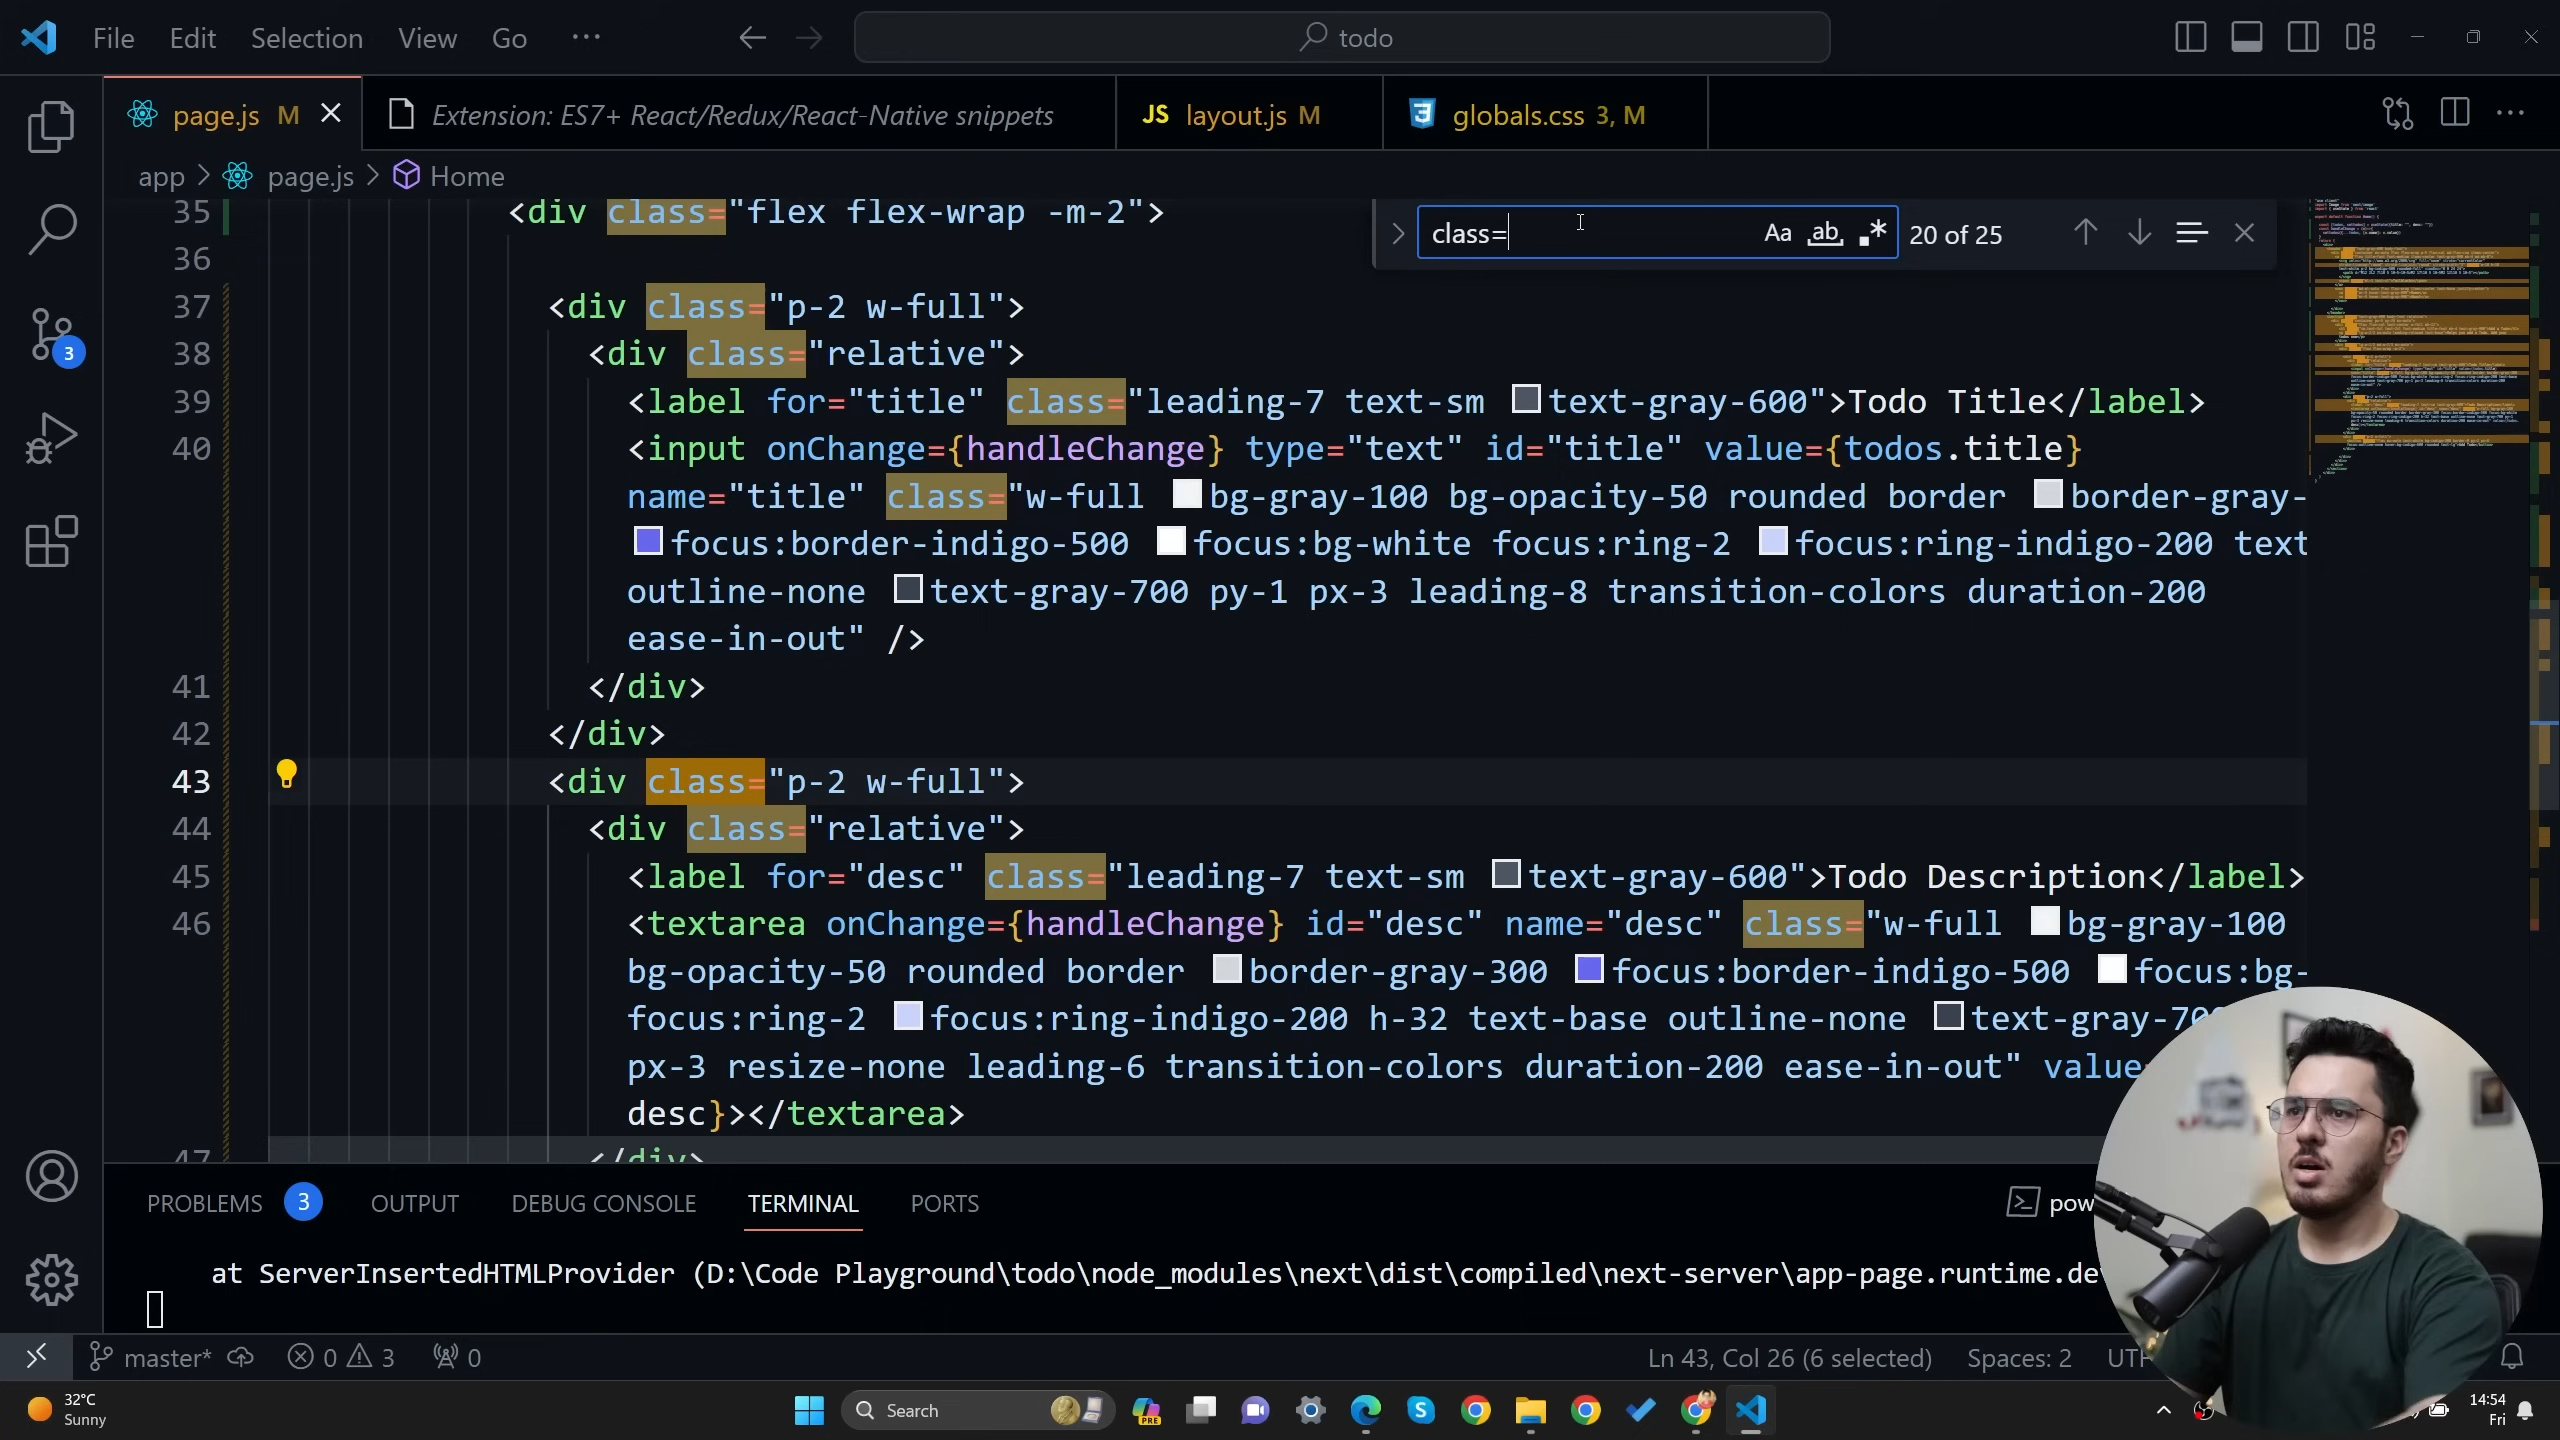 File Edit Selection View Go ··· todo
page.js M Extension: ES7+ React/Redux/React-Native snippets JS layout.js M globals.css 3, M
app > page.js > Home
class= Aa ab .* 20 of 25
35 <div class="flex flex-wrap -m-2">
36
37 <div class="p-2 w-full">
38 <div class="relative">
39 <label for="title" class="leading-7 text-sm text-gray-600">Todo Title</label>
40 <input onChange={handleChange} type="text" id="title" value={todos.title}
name="title" class="w-full bg-gray-100 bg-opacity-50 rounded border border-gray-
focus:border-indigo-500 focus:bg-white focus:ring-2 focus:ring-indigo-200 text
outline-none text-gray-700 py-1 px-3 leading-8 transition-colors duration-200
ease-in-out" />
41 </div>
42 </div>
43 <div class="p-2 w-full">
44 <div class="relative">
45 <label for="desc" class="leading-7 text-sm text-gray-600">Todo Description</label>
46 <textarea onChange={handleChange} id="desc" name="desc" class="w-full bg-gray-100
bg-opacity-50 rounded border border-gray-300 focus:border-indigo-500 focus:bg-
focus:ring-2 focus:ring-indigo-200 h-32 text-base outline-none text-gray-70
px-3 resize-none leading-6 transition-colors duration-200 ease-in-out" value=
desc}></textarea>
47 </div>
3
PROBLEMS 3 OUTPUT DEBUG CONSOLE TERMINAL PORTS pow
at ServerInsertedHTMLProvider (D:\Code Playground\todo\node_modules\next\dist\compiled\next-server\app-page.runtime.de
master* 0 3 0 Ln 43, Col 26 (6 selected) Spaces: 2 UT
32°C
Sunny
Search
PRE
14:54
Fri